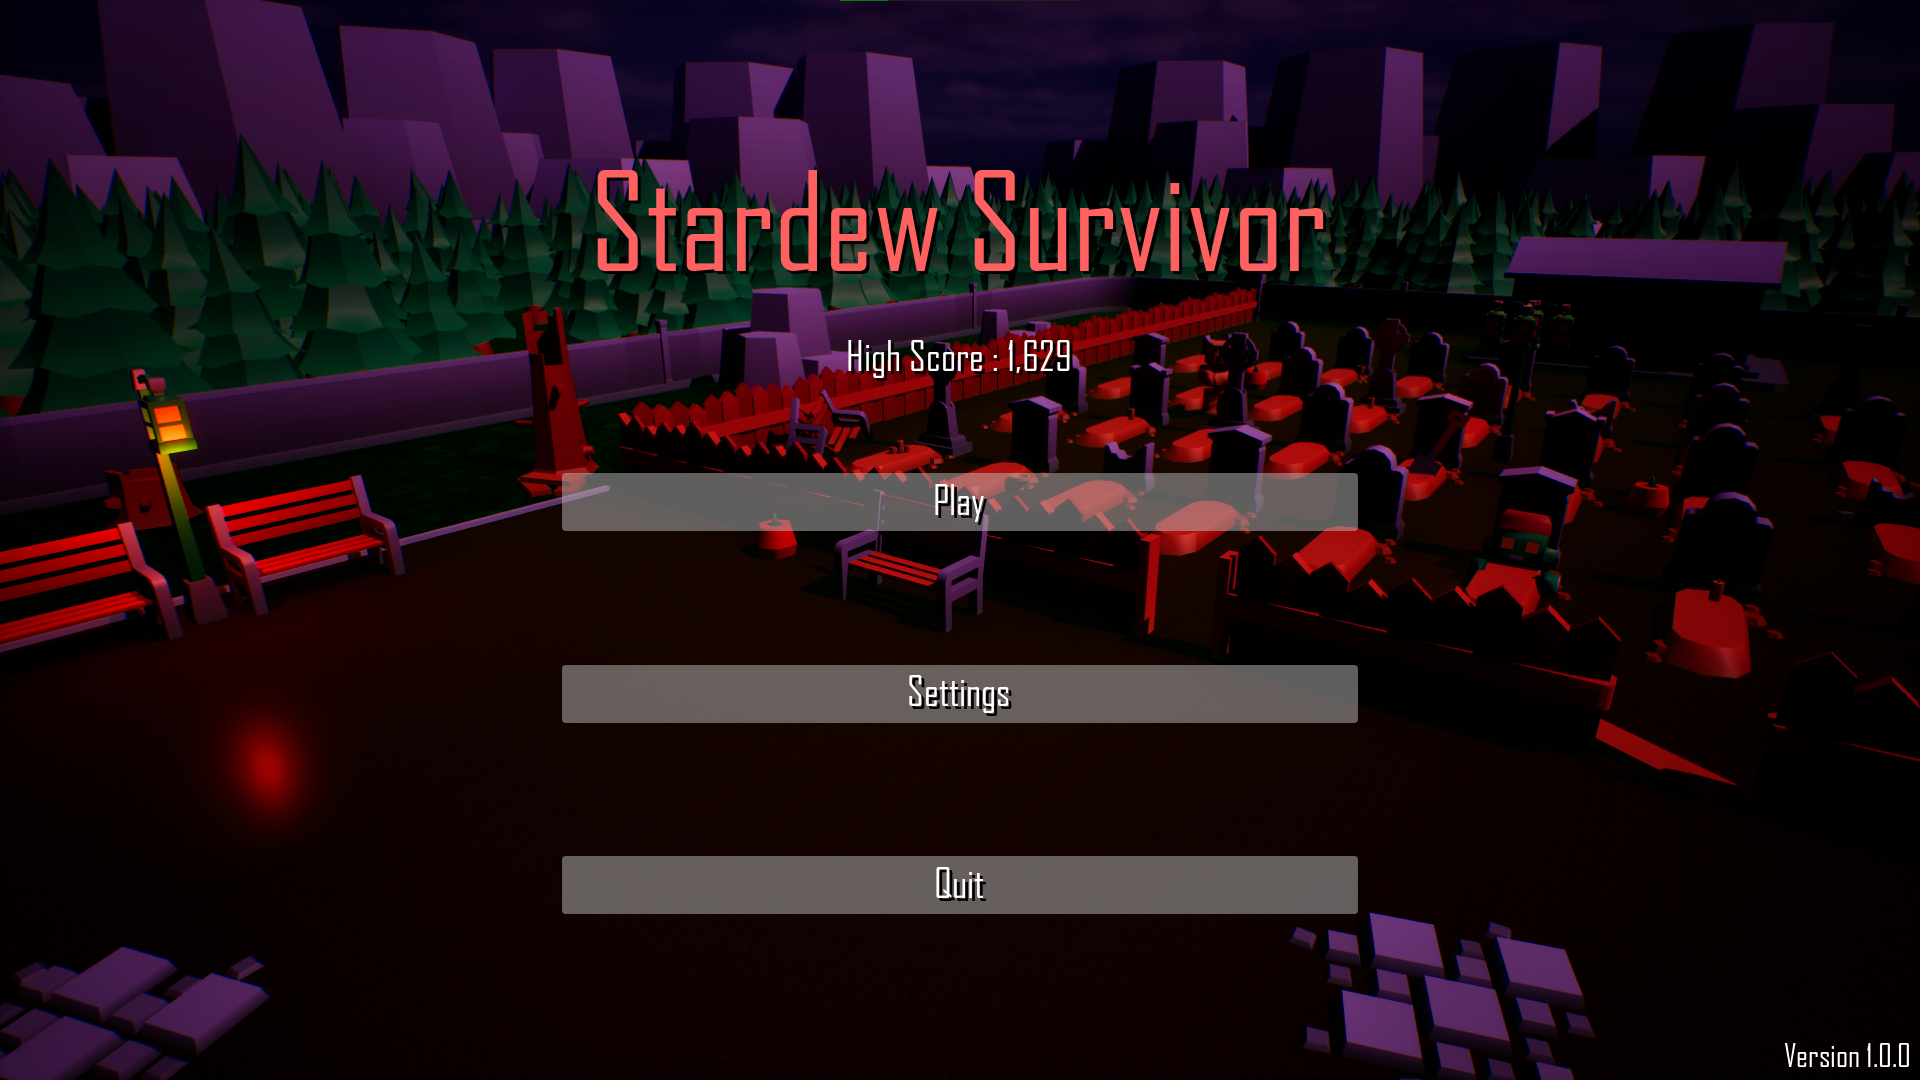 Stardew Survivor
High Score : 1,629
Play
Settings
Quit
Version 1.0.0